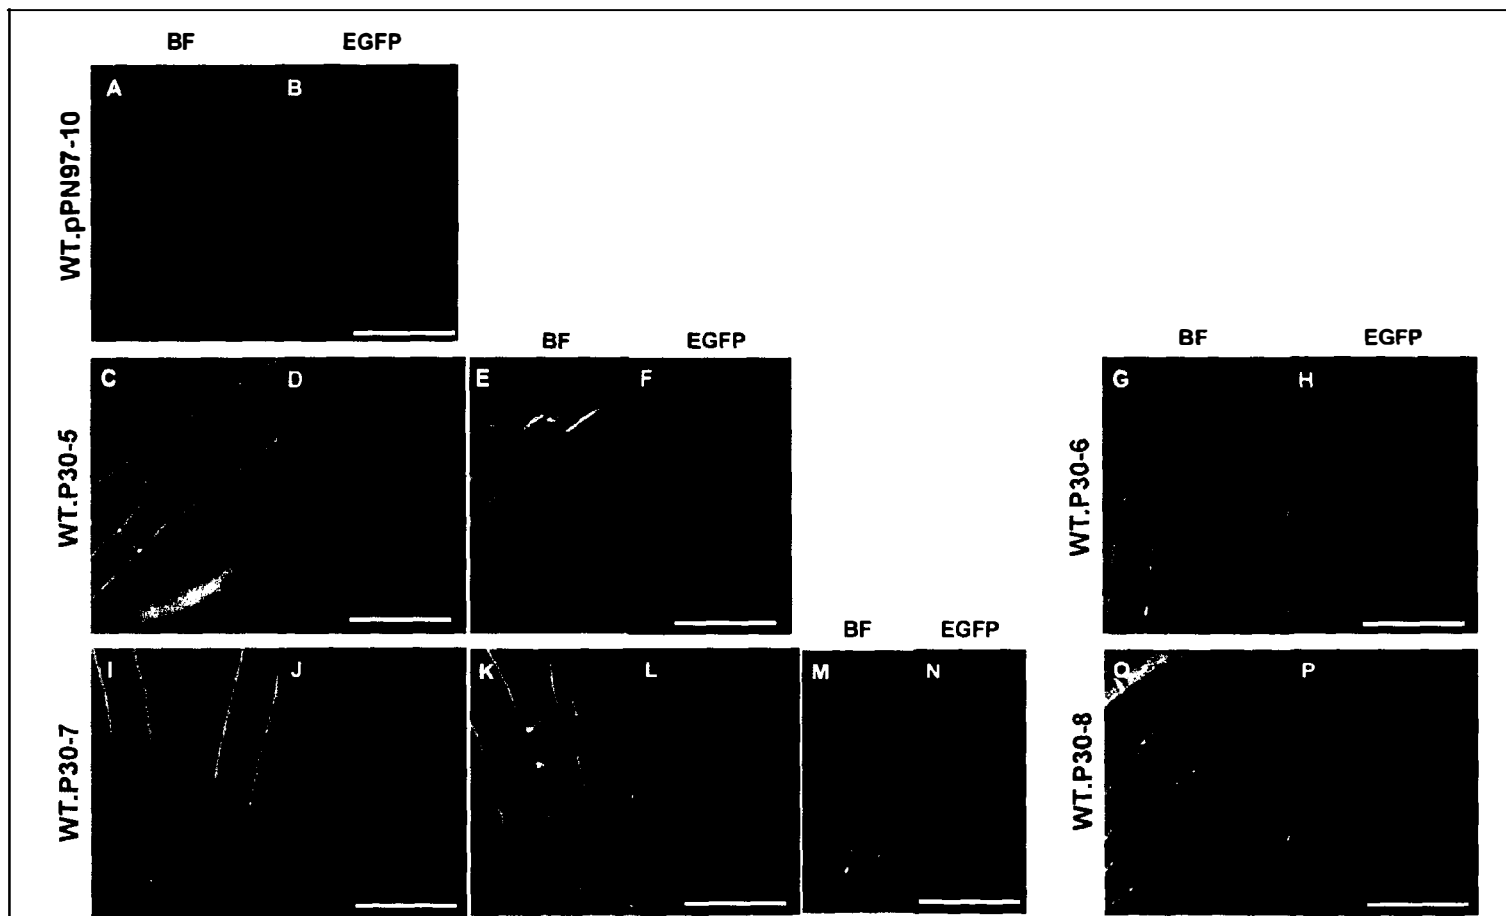 BF EGFP
A B
WT.pPN97-10
BF EGFP
BF EGFP
C D E F
G H
WT.P30-5
WT.P30-6
BF EGFP
I J K L M N
O P
WT.P30-7
WT.P30-8